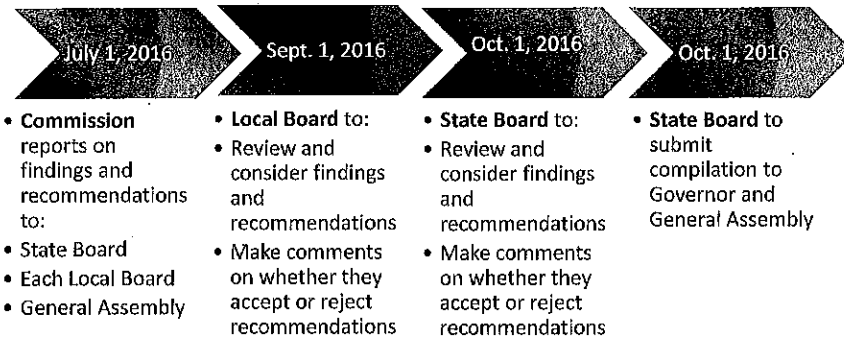 July 1, 2016
Sept. 1, 2016
Oct. 1, 2016
Oct. 1, 2016
• Commission
reports on
findings and
recommendations
to:
• State Board
• Each Local Board
• General Assembly
• Local Board to:
• Review and
consider findings
and
recommendations
• Make comments
on whether they
accept or reject
recommendations
• State Board to:
• Review and
consider findings
and
recommendations
• Make comments
on whether they
accept or reject
recommendations
• State Board to
submit
compilation to
Governor and
General Assembly